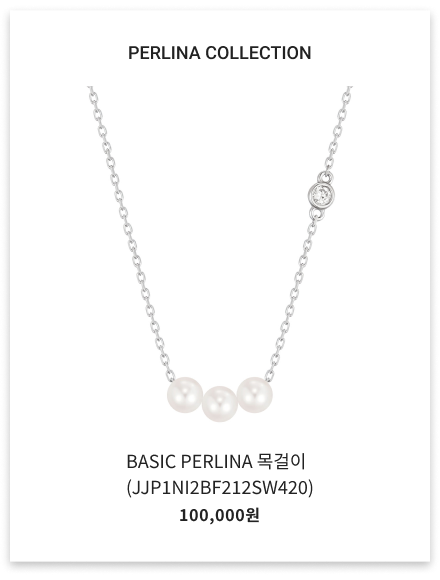 PERLINA COLLECTION
BASIC PERLINA 목걸이
(JJP1NI2BF212SW420)
100,000원